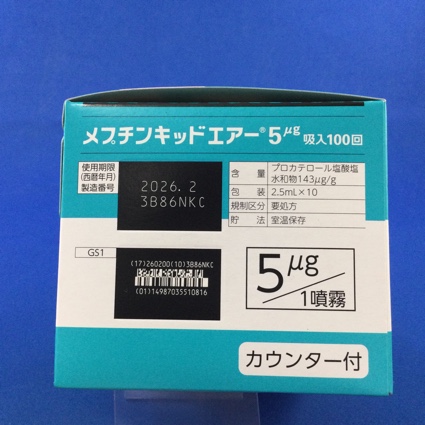 メプチンキッドエアー®5μg 吸入100回
使用期限
(西暦年月)
製造番号
2026. 2
3B86NKC
含 量 プロカテロール塩酸塩
水和物143μg/g
包 装 2.5mL×10
規制区分 要処方
貯 法 室温保存
GS1
(17)260200(10)3B86NKC
(01)14987035510816
5μg
1噴霧
カウンター付